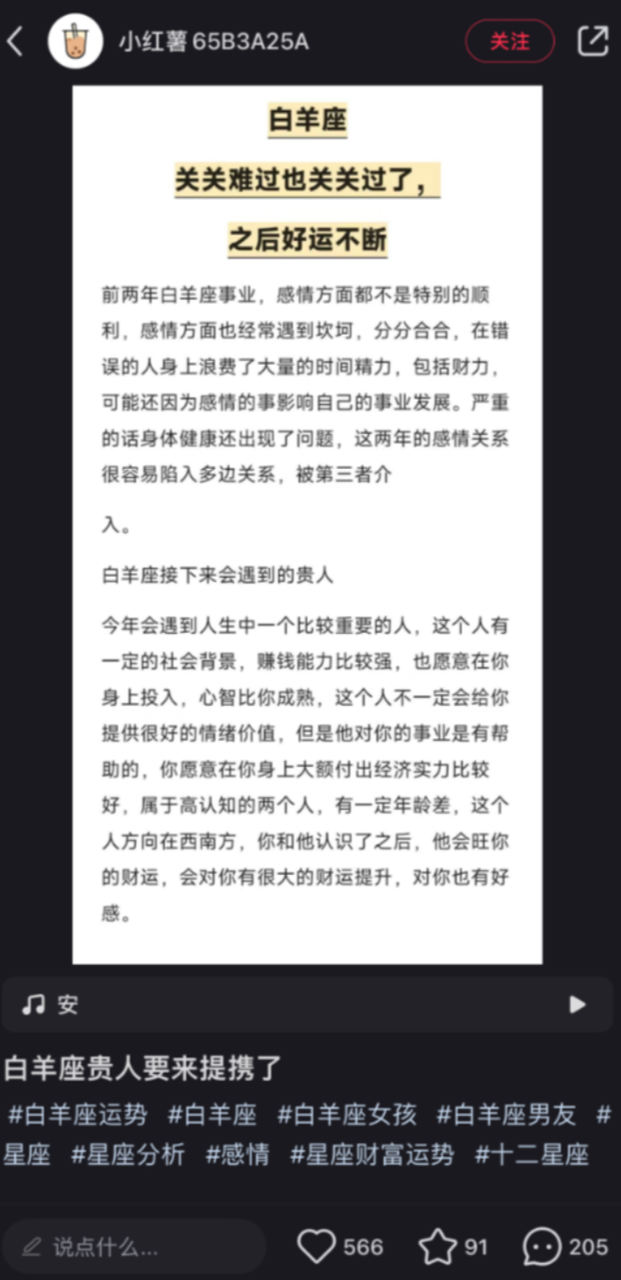 小红薯65B3A25A
关注
白羊座
关关难过也关关过了，
之后好运不断
前两年白羊座事业，感情方面都不是特别的顺
利，感情方面也经常遇到坎坷，分分合合，在错
误的人身上浪费了大量的时间精力，包括财力，
可能还因为感情的事影响自己的事业发展。严重
的话身体健康还出现了问题，这两年的感情关系
很容易陷入多边关系，被第三者介
入。
白羊座接下来会遇到的贵人
今年会遇到人生中一个比较重要的人，这个人有
一定的社会背景，赚钱能力比较强，也愿意在你
身上投入，心智比你成熟，这个人不一定会给你
提供很好的情绪价值，但是他对你的事业是有帮
助的，你愿意在你身上大额付出经济实力比较
好，属于高认知的两个人，有一定年龄差，这个
人方向在西南方，你和他认识了之后，他会旺你
的财运，会对你有很大的财运提升，对你也有好
感。
安
白羊座贵人要来提携了
#白羊座运势 #白羊座 #白羊座女孩 #白羊座男友 #
星座 #星座分析 #感情 #星座财富运势 #十二星座
说点什么... 566 91 205